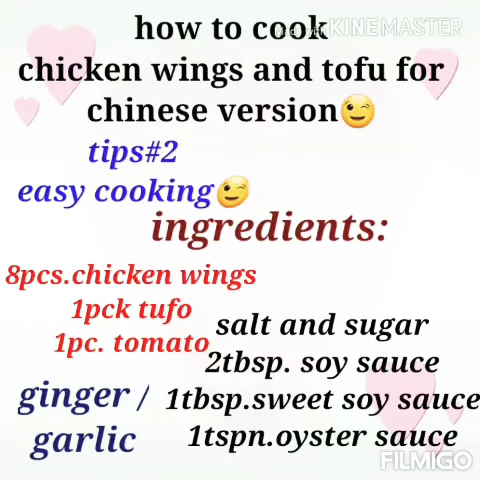 how to cook
Made with KINEMASTER
chicken wings and tofu for
chinese version😉
tips#2
easy cooking😉
ingredients:
8pcs.chicken wings
1pck tufo
1pc. tomato
salt and sugar
2tbsp. soy sauce
ginger /
garlic
1tbsp.sweet soy sauce
1tspn.oyster sauce
FILMIGO